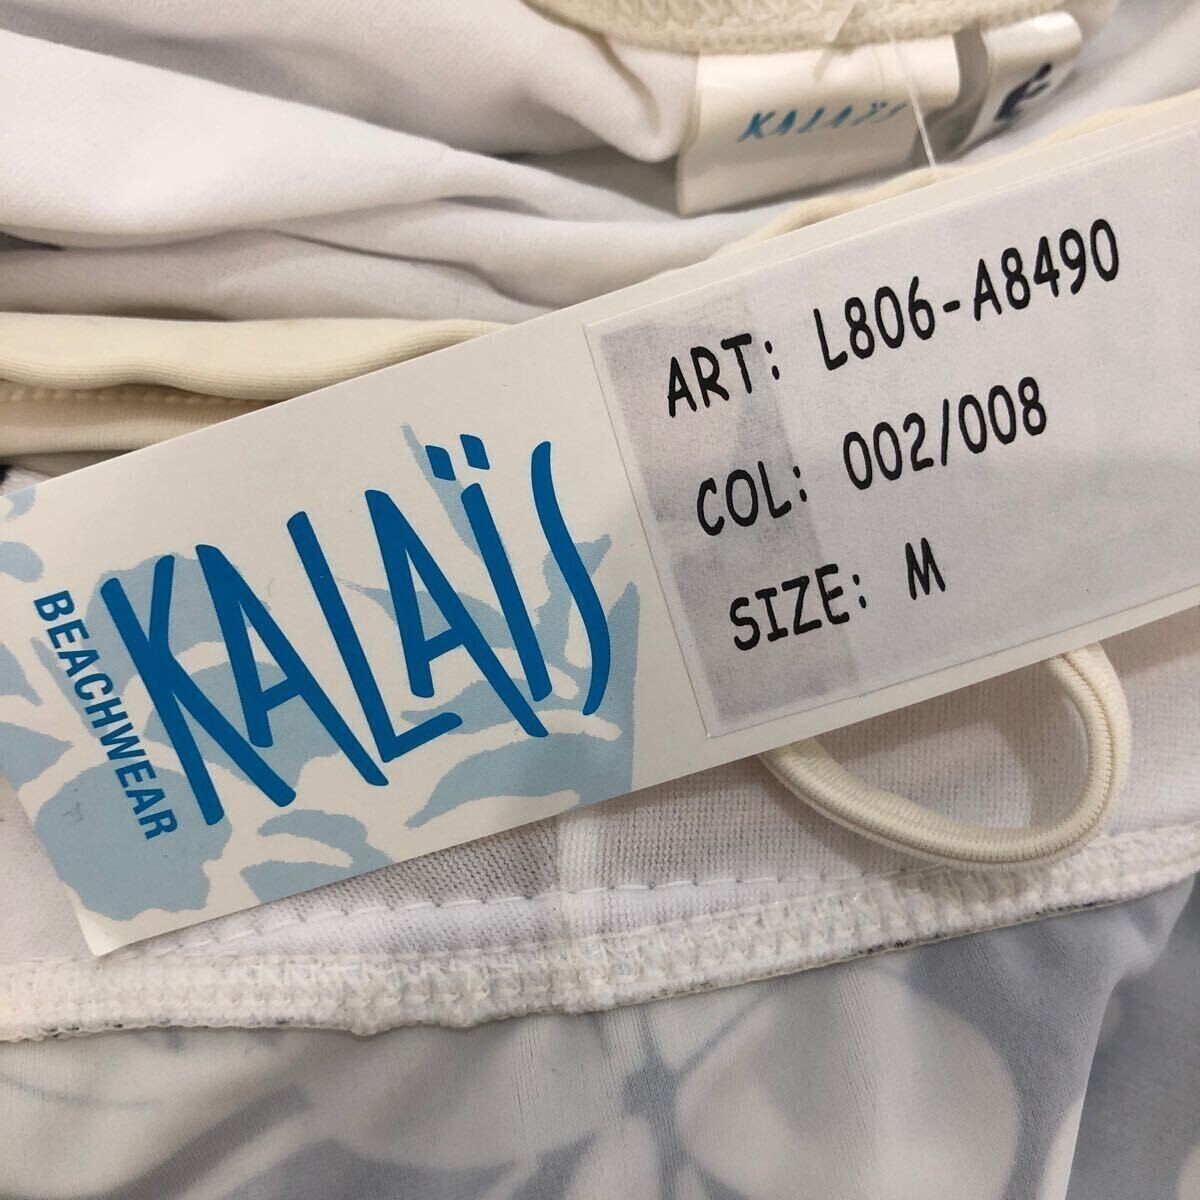 KALAÏS
ART: L806-A8490
COL: 002/008
SIZE: M
KALAÏS
BEACHWEAR